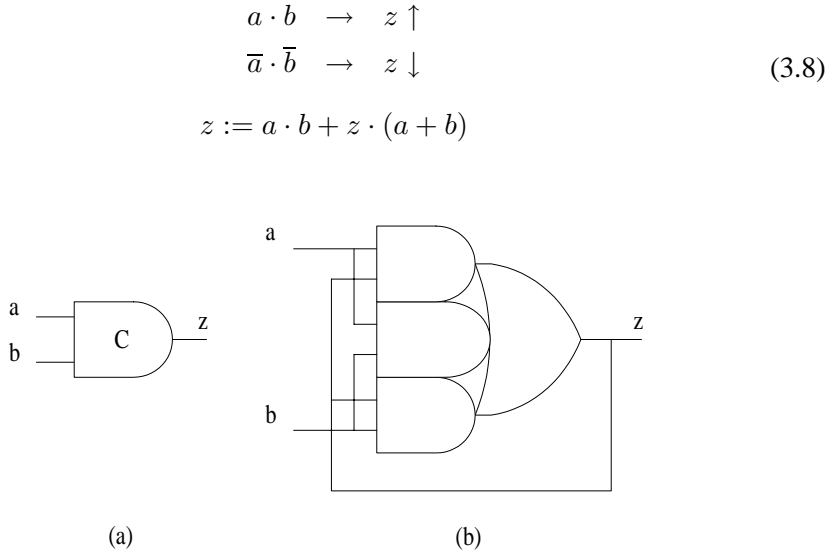 a · b → z ↑
a̅ · b̅ → z ↓
(3.8)
z := a · b + z · (a + b)
a
b
C
z
a
b
z
(a)
(b)